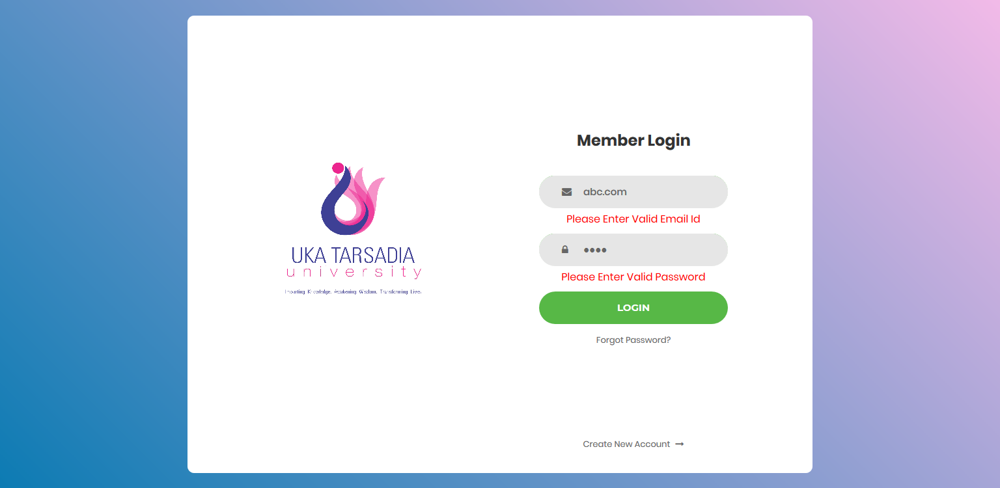 Member Login
abc.com
Please Enter Valid Email Id
Please Enter Valid Password
LOGIN
Forgot Password?
Create New Account
UKA TARSADIA
university
Imparting Knowledge. Awakening Wisdom. Transforming Lives.